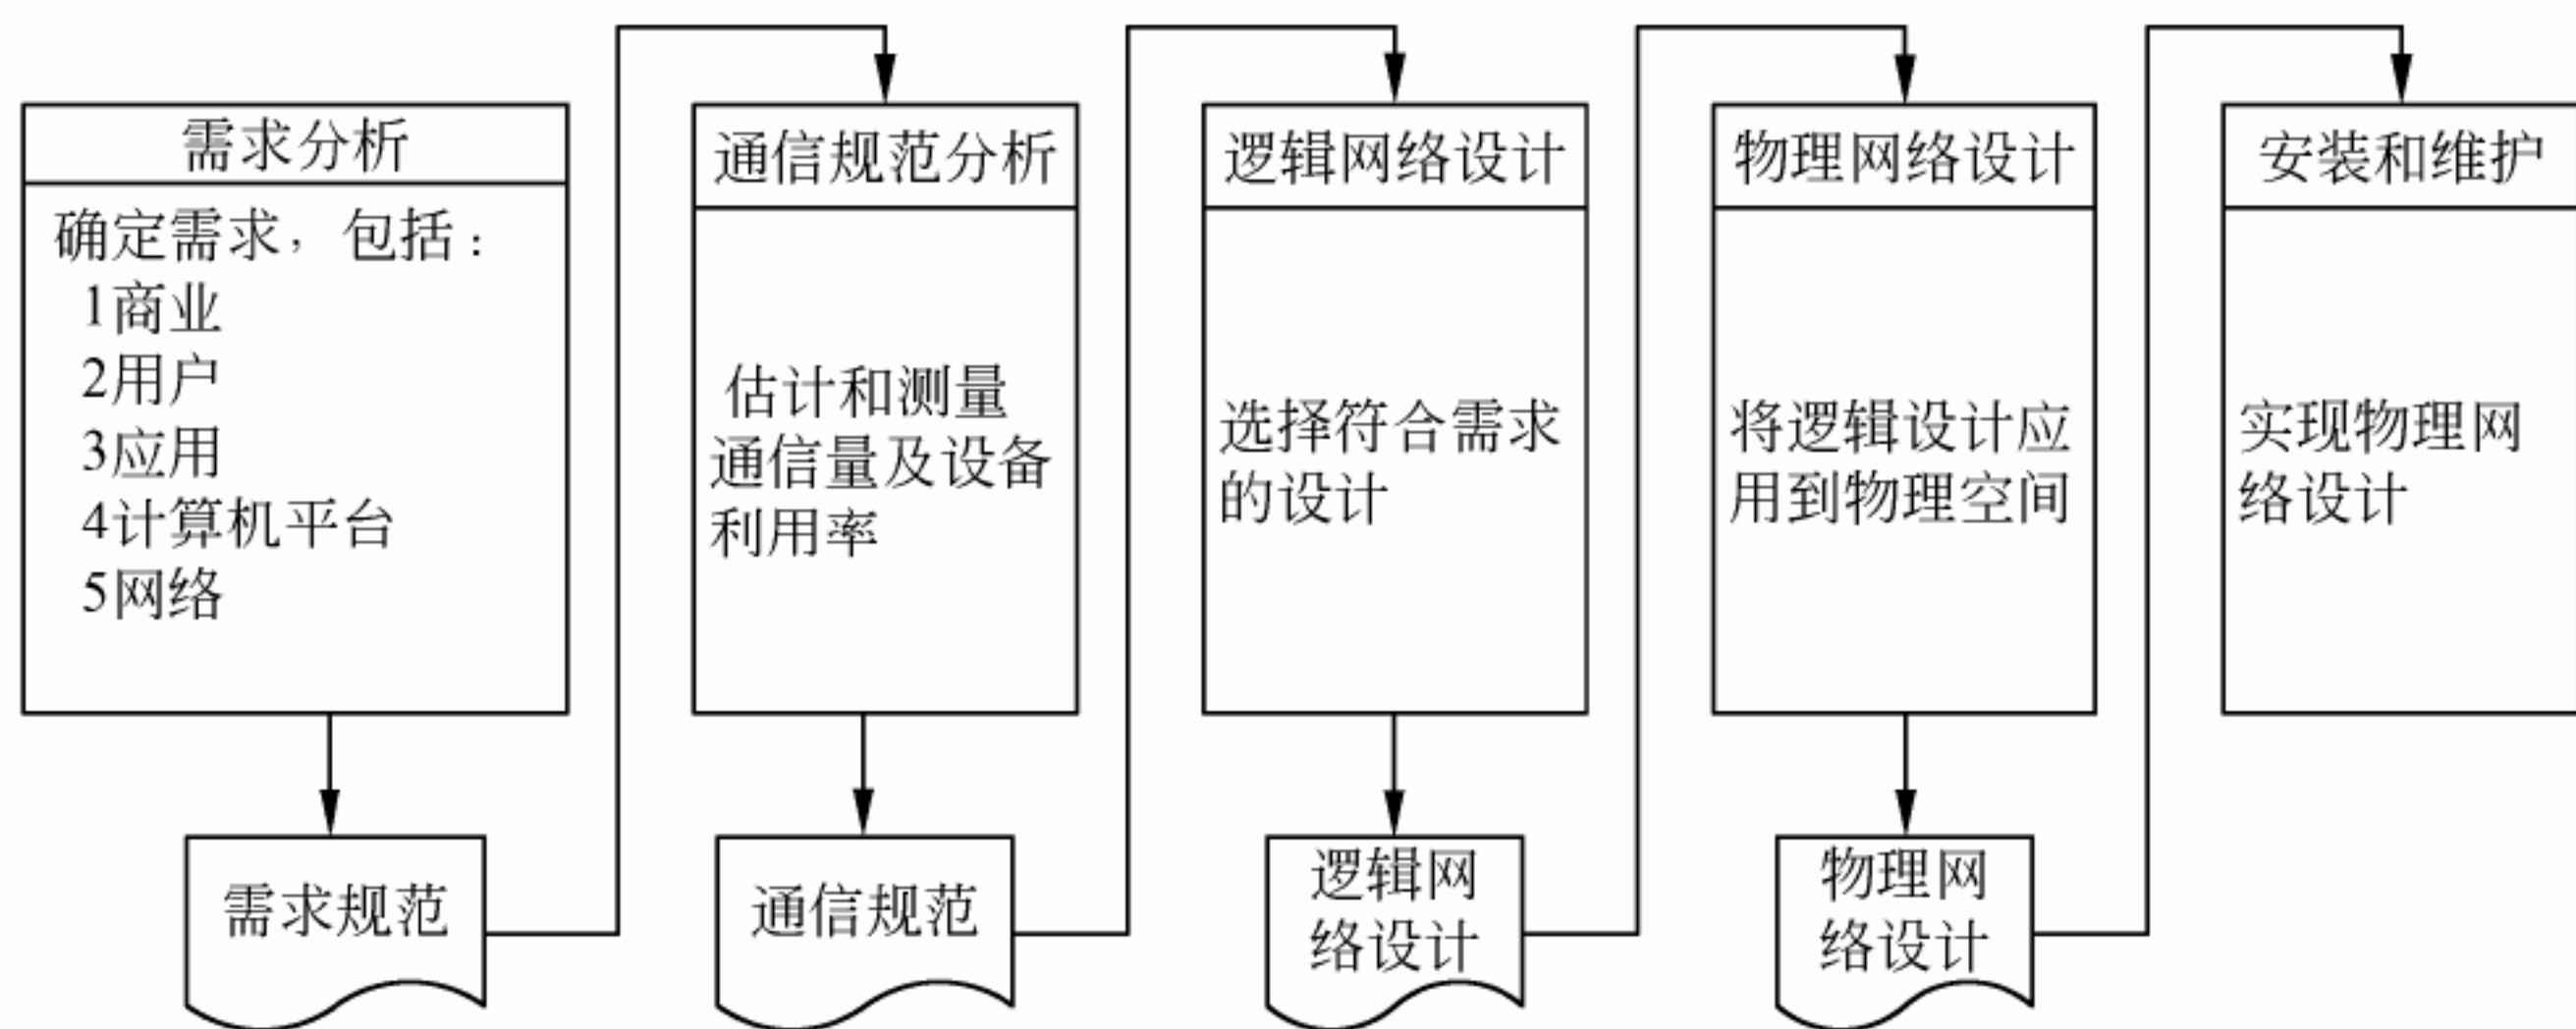 需求分析
确定需求，包括：
1商业
2用户
3应用
4计算机平台
5网络
需求规范
通信规范分析
估计和测量
通信量及设备
利用率
通信规范
逻辑网络设计
选择符合需求
的设计
逻辑网
络设计
物理网络设计
将逻辑设计应
用到物理空间
物理网
络设计
安装和维护
实现物理网
络设计